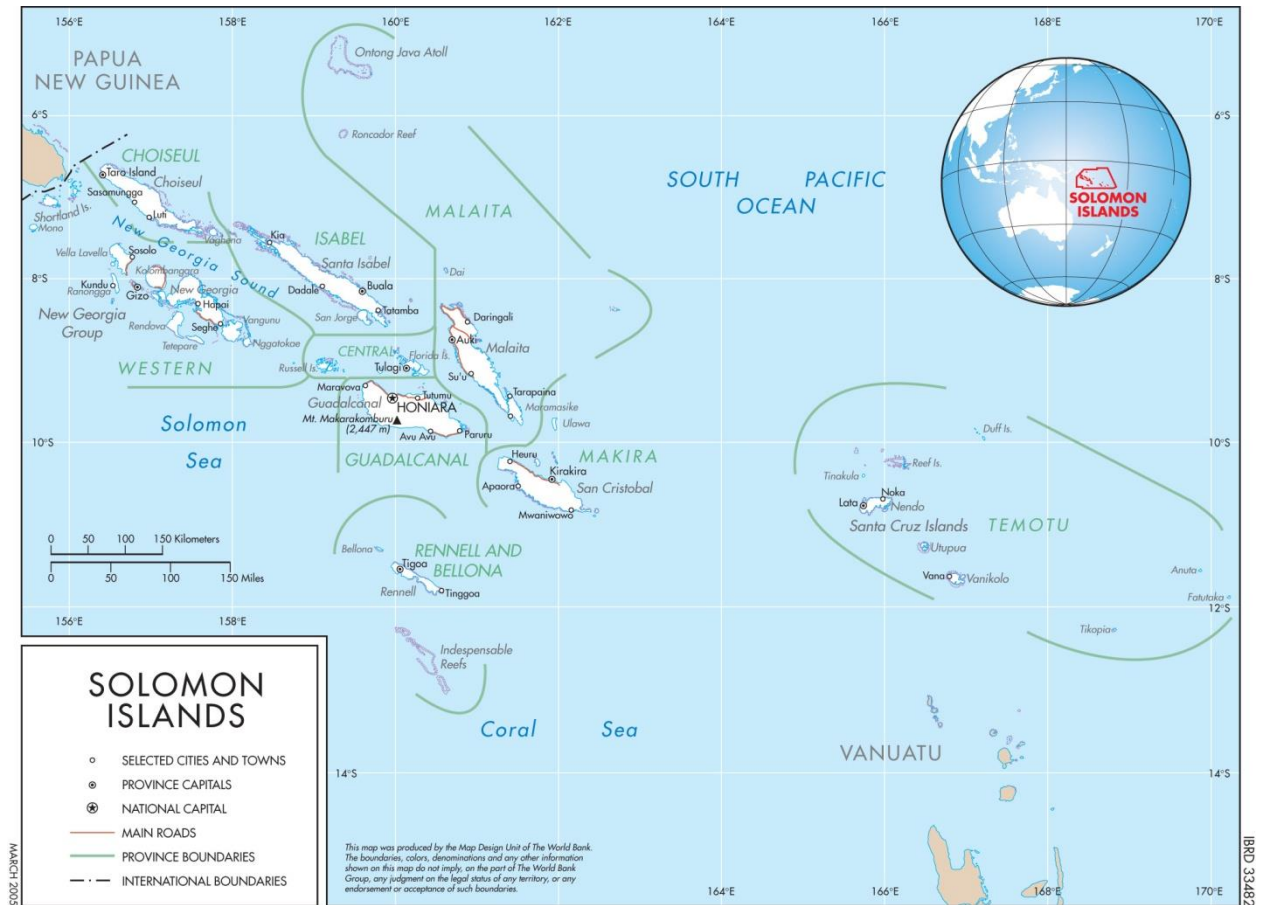 156°E
158°E
160°E
162°E
164°E
166°E
168°E
170°E
PAPUA
NEW GUINEA
Ontong Java Atoll
6°S
6°S
Roncador Reef
SOUTH PACIFIC
OCEAN
SOLOMON
ISLANDS
CHOISEUL
Taro Island
Choiseul
Sasamungga
Luti
Shortland Is.
Mono
Vaghena
MALAITA
New Georgia Sound
Kia
ISABEL
Santa Isabel
Vella Lavella
Sosolo
Kolombangara
Dai
8°S
8°S
Kundu
Ranongga
Gizo
New Georgia
Hapai
Dadale
Buala
New Georgia
Group
Rendova
Seghe
Vangunu
San Jorge
Tatamba
Tetepare
Nggatokae
Daringali
Auki
Malaita
WESTERN
CENTRAL
Florida Is.
Russell Is.
Tulagi
Su'u
Maravovo
Guadalcanal
Tutumu
HONIARA
Tarapaina
Maramasike
Mt. Makarakomburu
(2,447 m)
Ulawa
Solomon
Sea
Avu Avu
Paruru
10°S
10°S
Duff Is.
GUADALCANAL
Heuru
MAKIRA
Kirakira
San Cristobal
Apaora
Mwaniwowo
Reef Is.
Tinakula
Noka
Lata
Nendo
Santa Cruz Islands
TEMOTU
Utupua
Vana
Vanikolo
Anuta
Fatutaka
Tikopia
0 50 100 150 Kilometers
0 50 100 150 Miles
Bellona
RENNELL AND
BELLONA
Tigoa
Rennell
Tinggoa
12°S
156°E
158°E
Indespensable
Reefs
Coral Sea
VANUATU
14°S
14°S
SOLOMON
ISLANDS
SELECTED CITIES AND TOWNS
PROVINCE CAPITALS
NATIONAL CAPITAL
MAIN ROADS
PROVINCE BOUNDARIES
INTERNATIONAL BOUNDARIES
This map was produced by the Map Design Unit of The World Bank.
The boundaries, colors, denominations and any other information
shown on this map do not imply, on the part of The World Bank
Group, any judgment on the legal status of any territory, or any
endorsement or acceptance of such boundaries.
160°E
162°E
164°E
166°E
168°E
170°E
MARCH 2005
IBRD 33482